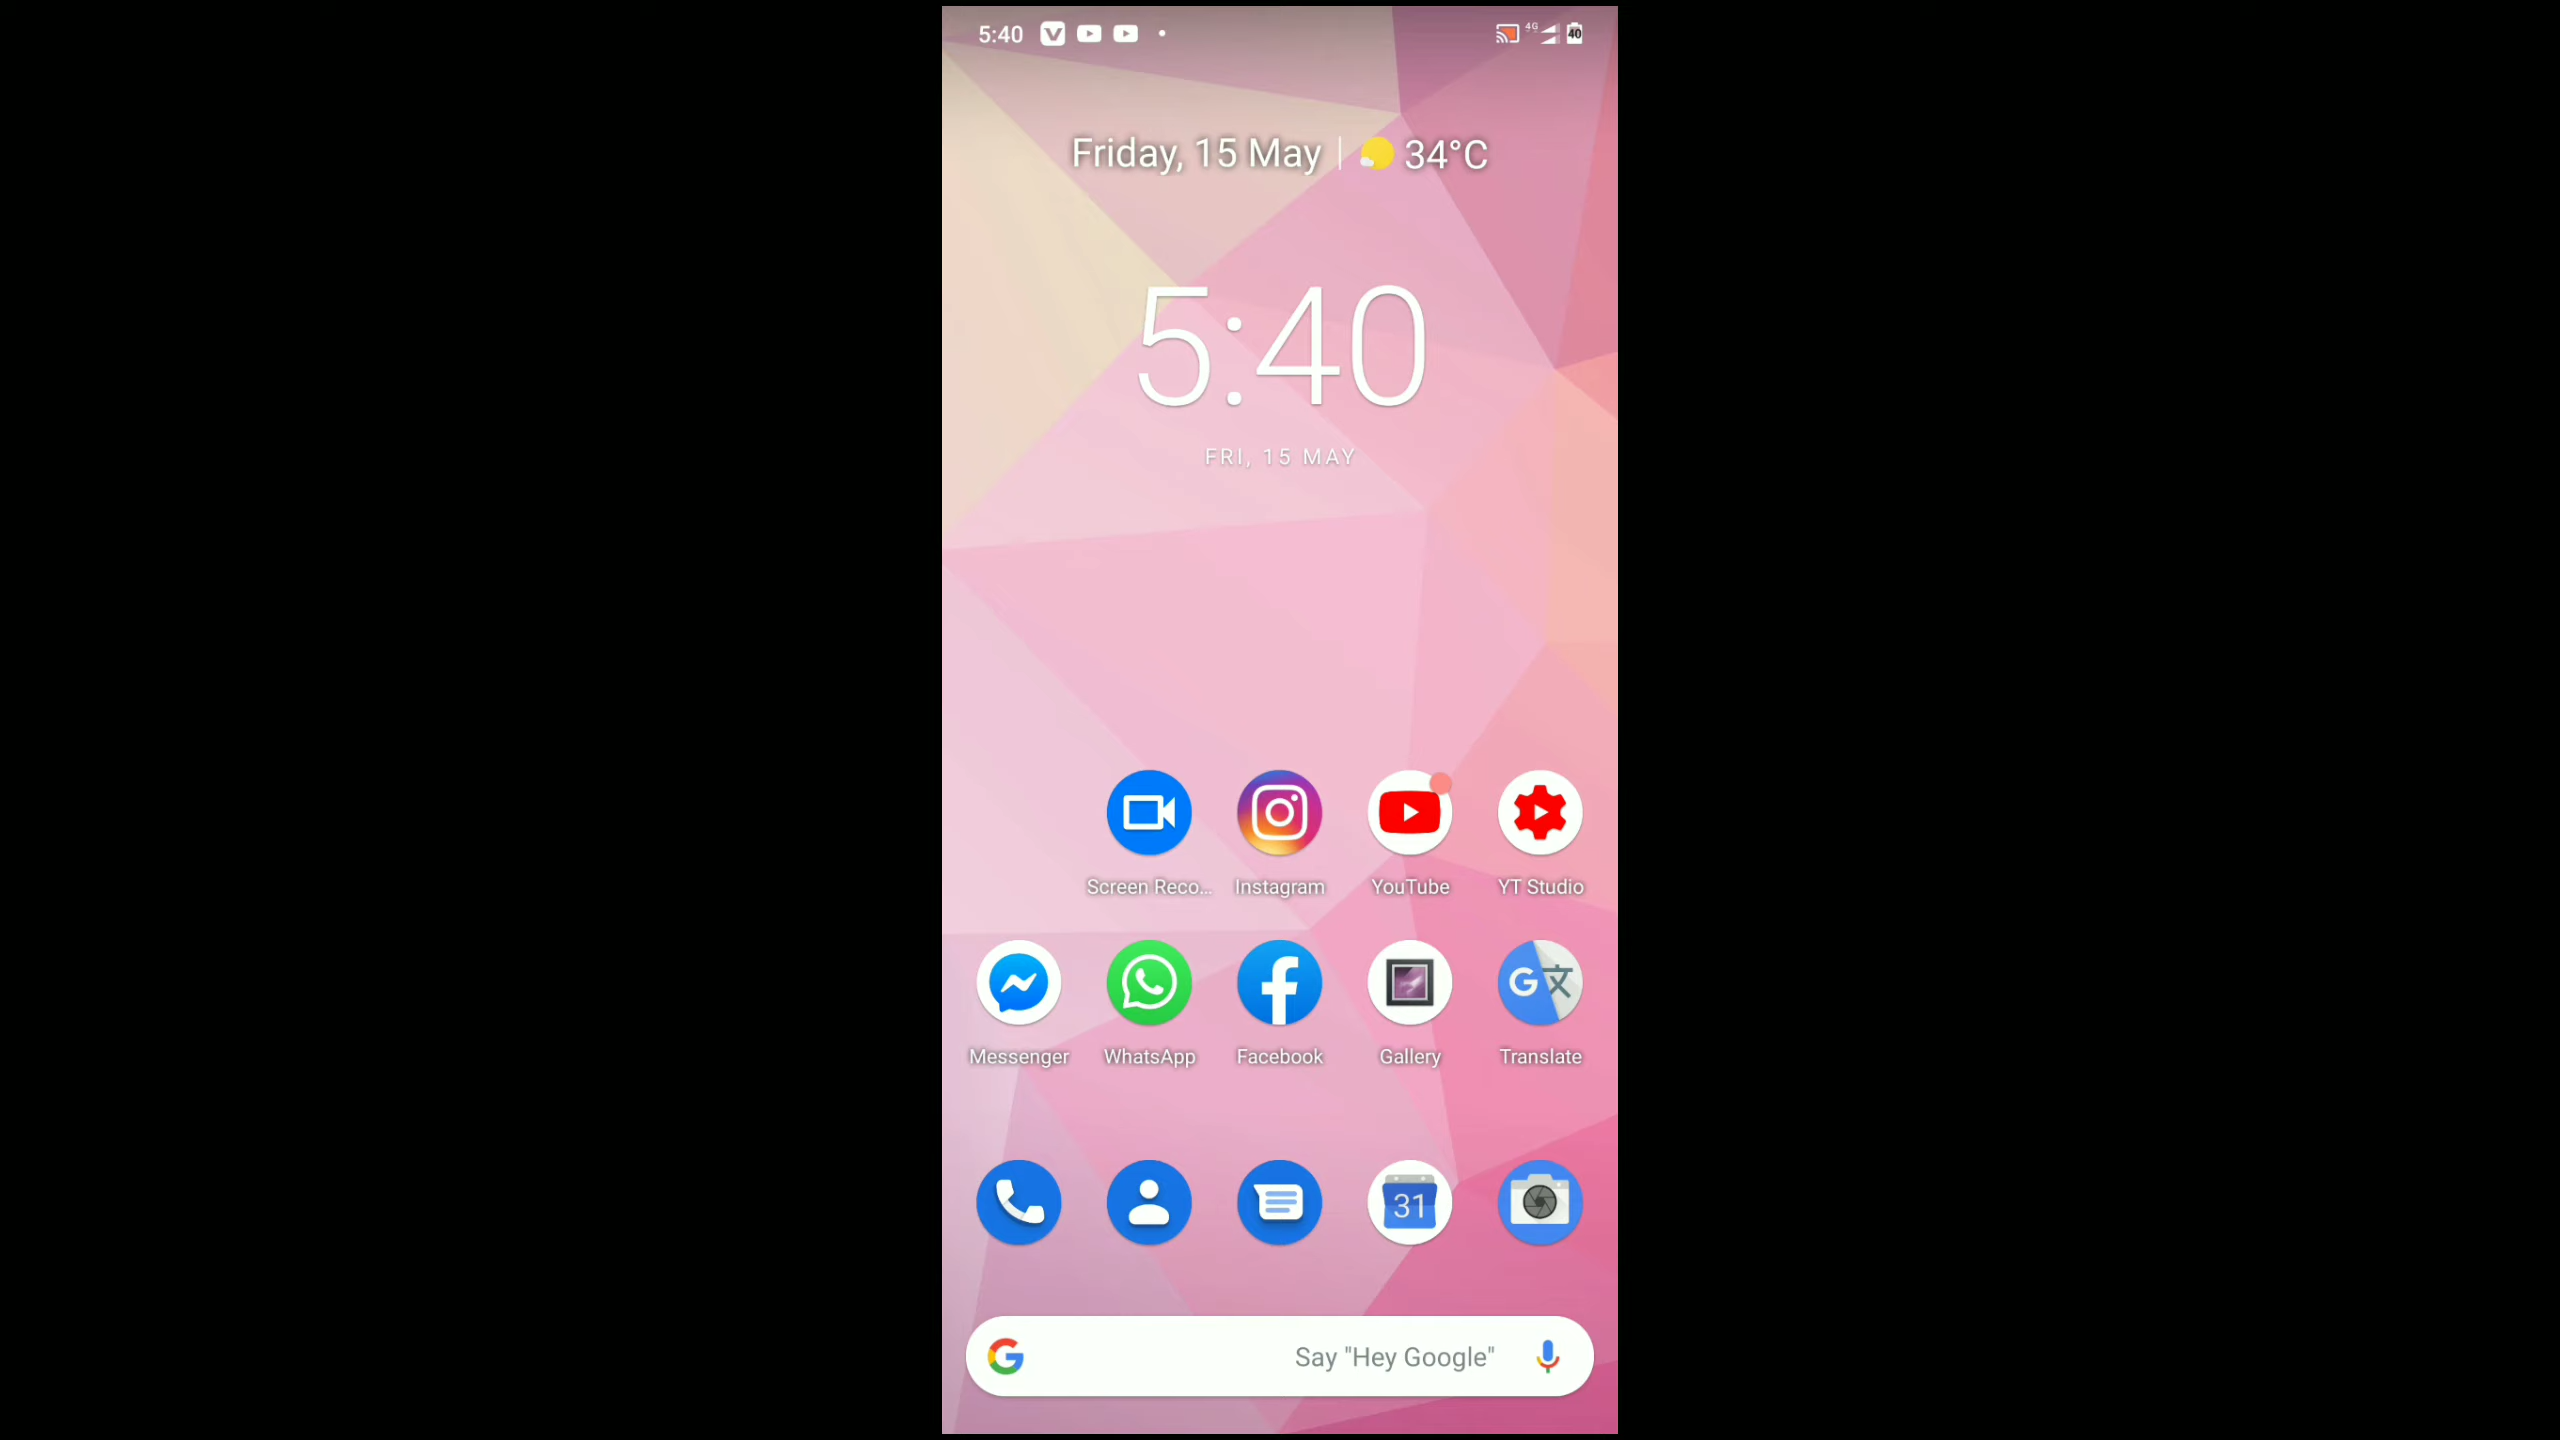 5:40
4G
40
Friday, 15 May
34°C
5:40
FRI, 15 MAY
Screen Reco...
Instagram
YouTube
YT Studio
Messenger
WhatsApp
Facebook
Gallery
Translate
31
Say "Hey Google"